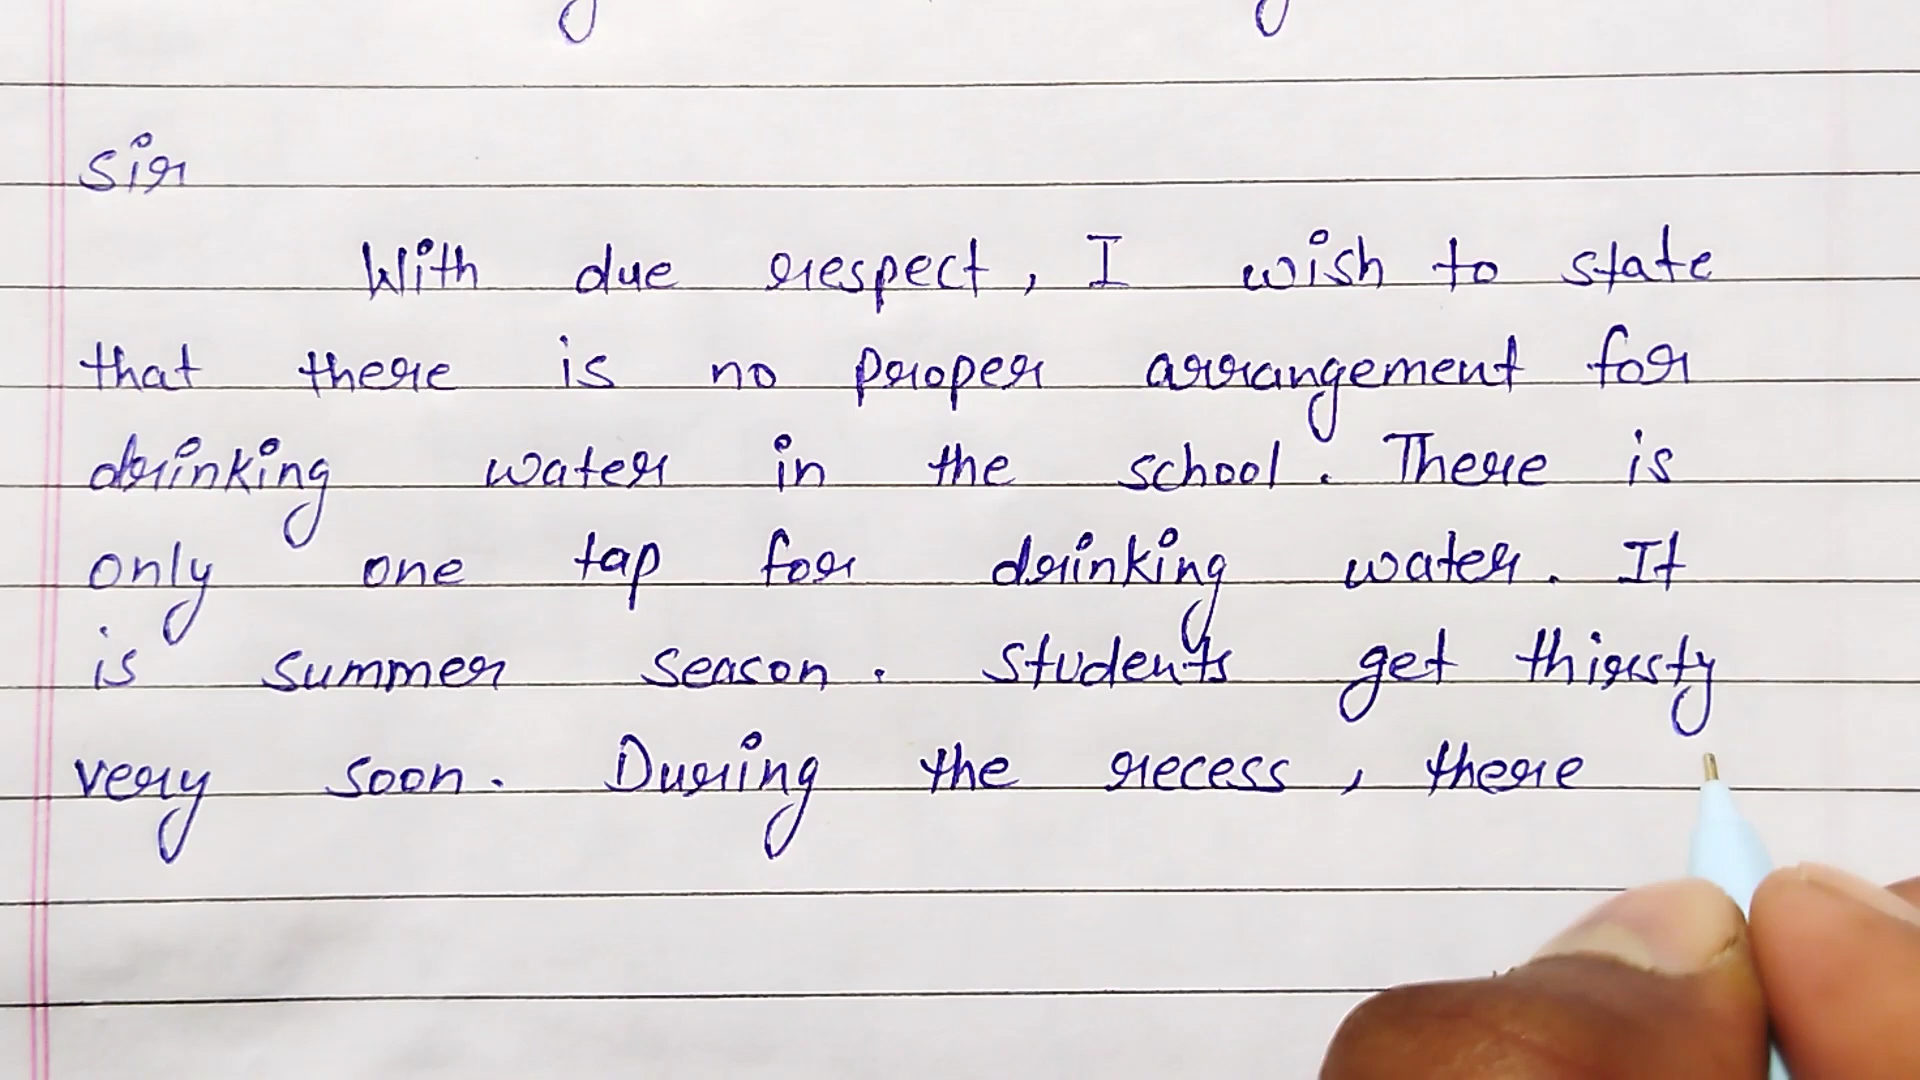 Sir
With due respect, I wish to state
that there is no proper arrangement for
drinking water in the school. There is
only one tap for drinking water. It
is summer season. Students get thirsty
very soon. During the recess, there